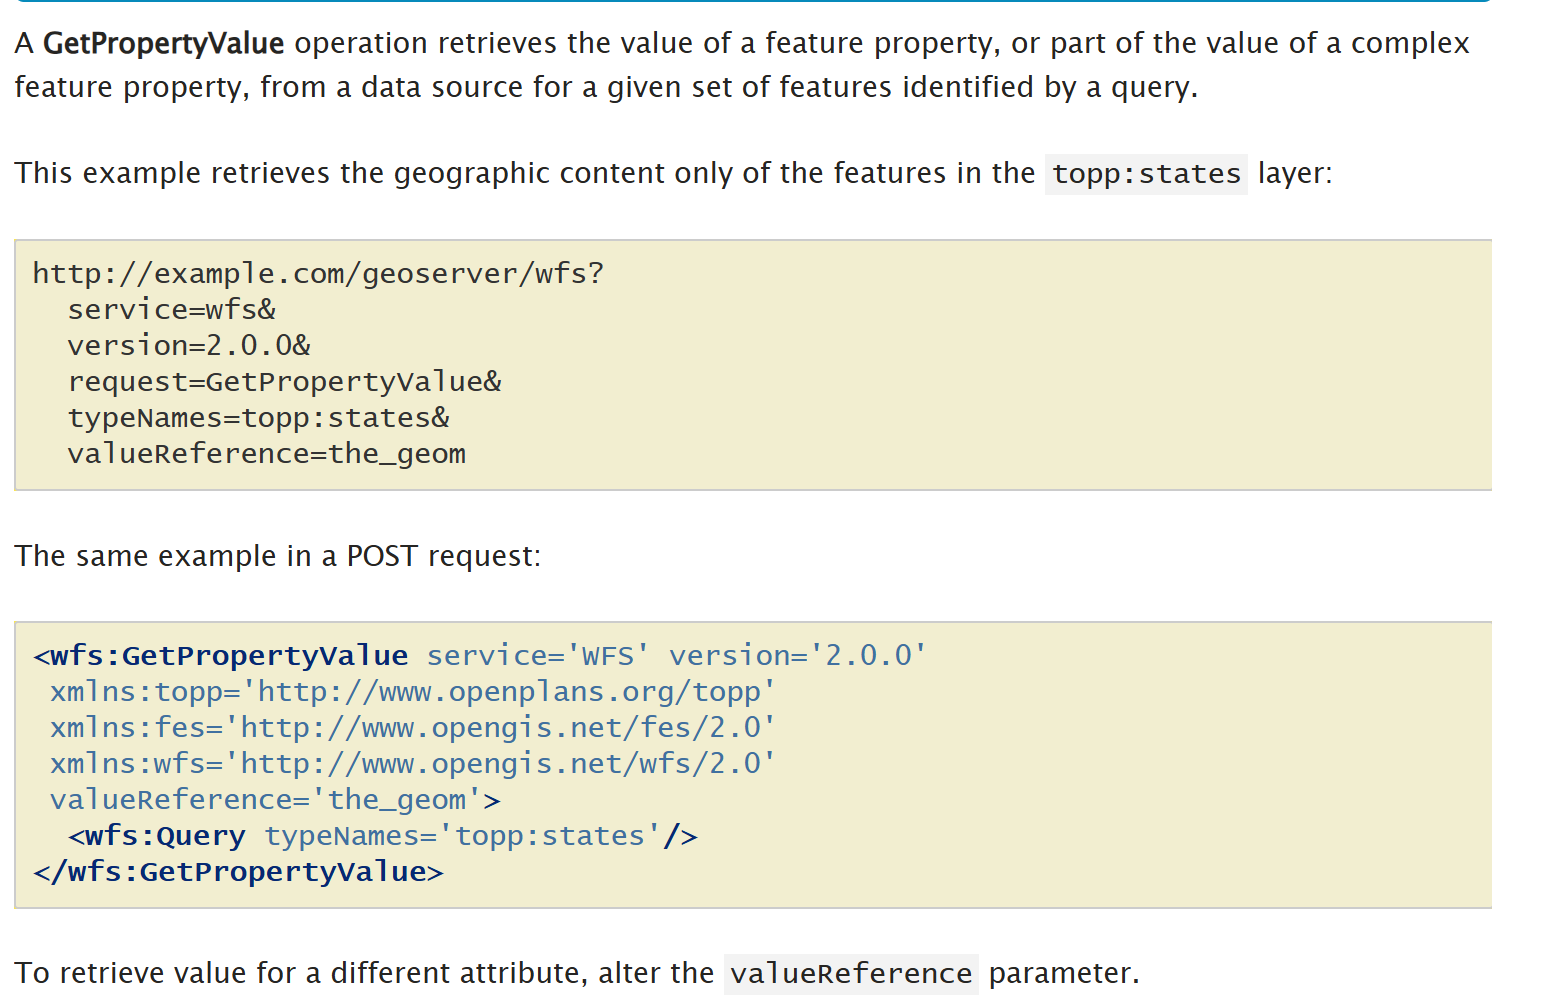 A GetPropertyValue operation retrieves the value of a feature property, or part of the value of a complex
feature property, from a data source for a given set of features identified by a query.
This example retrieves the geographic content only of the features in the topp:states layer:
http://example.com/geoserver/wfs?
  service=wfs&
  version=2.0.0&
  request=GetPropertyValue&
  typeNames=topp:states&
  valueReference=the_geom
The same example in a POST request:
<wfs:GetPropertyValue service='WFS' version='2.0.0'
 xmlns:topp='http://www.openplans.org/topp'
 xmlns:fes='http://www.opengis.net/fes/2.0'
 xmlns:wfs='http://www.opengis.net/wfs/2.0'
 valueReference='the_geom'>
  <wfs:Query typeNames='topp:states'/>
</wfs:GetPropertyValue>
To retrieve value for a different attribute, alter the valueReference parameter.